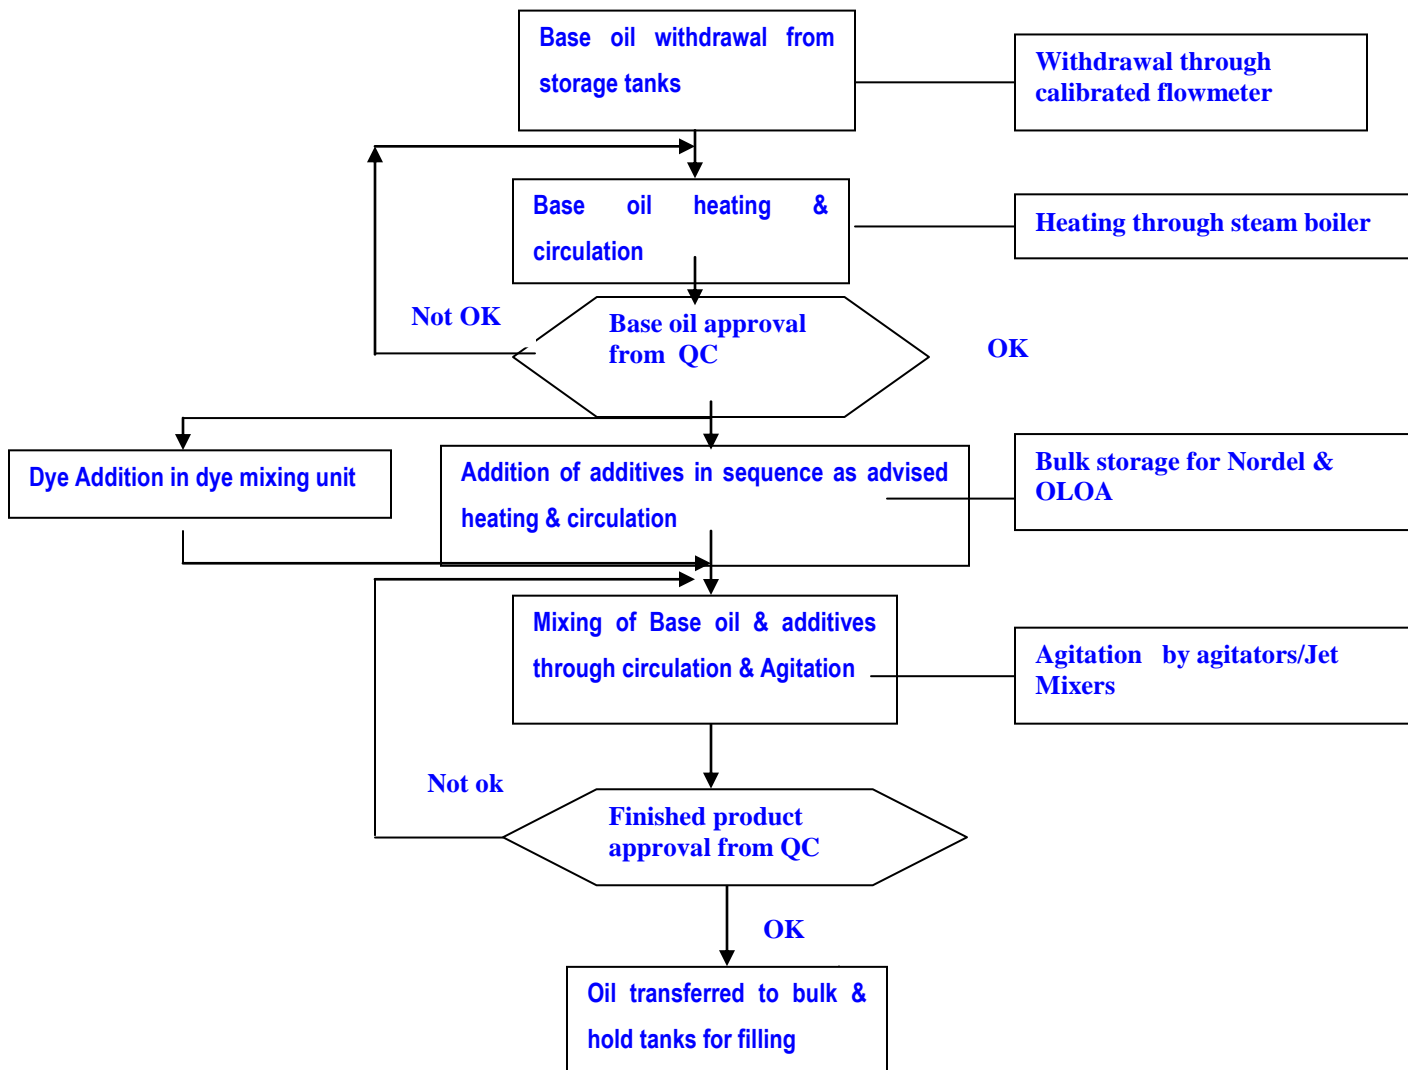 Base oil withdrawal from
storage tanks
Withdrawal through
calibrated flowmeter
Base oil heating &
circulation
Heating through steam boiler
Not OK
Base oil approval
from QC
OK
Dye Addition in dye mixing unit
Addition of additives in sequence as advised
heating & circulation
Bulk storage for Nordel &
OLOA
Mixing of Base oil & additives
through circulation & Agitation
Agitation by agitators/Jet
Mixers
Not ok
Finished product
approval from QC
OK
Oil transferred to bulk &
hold tanks for filling